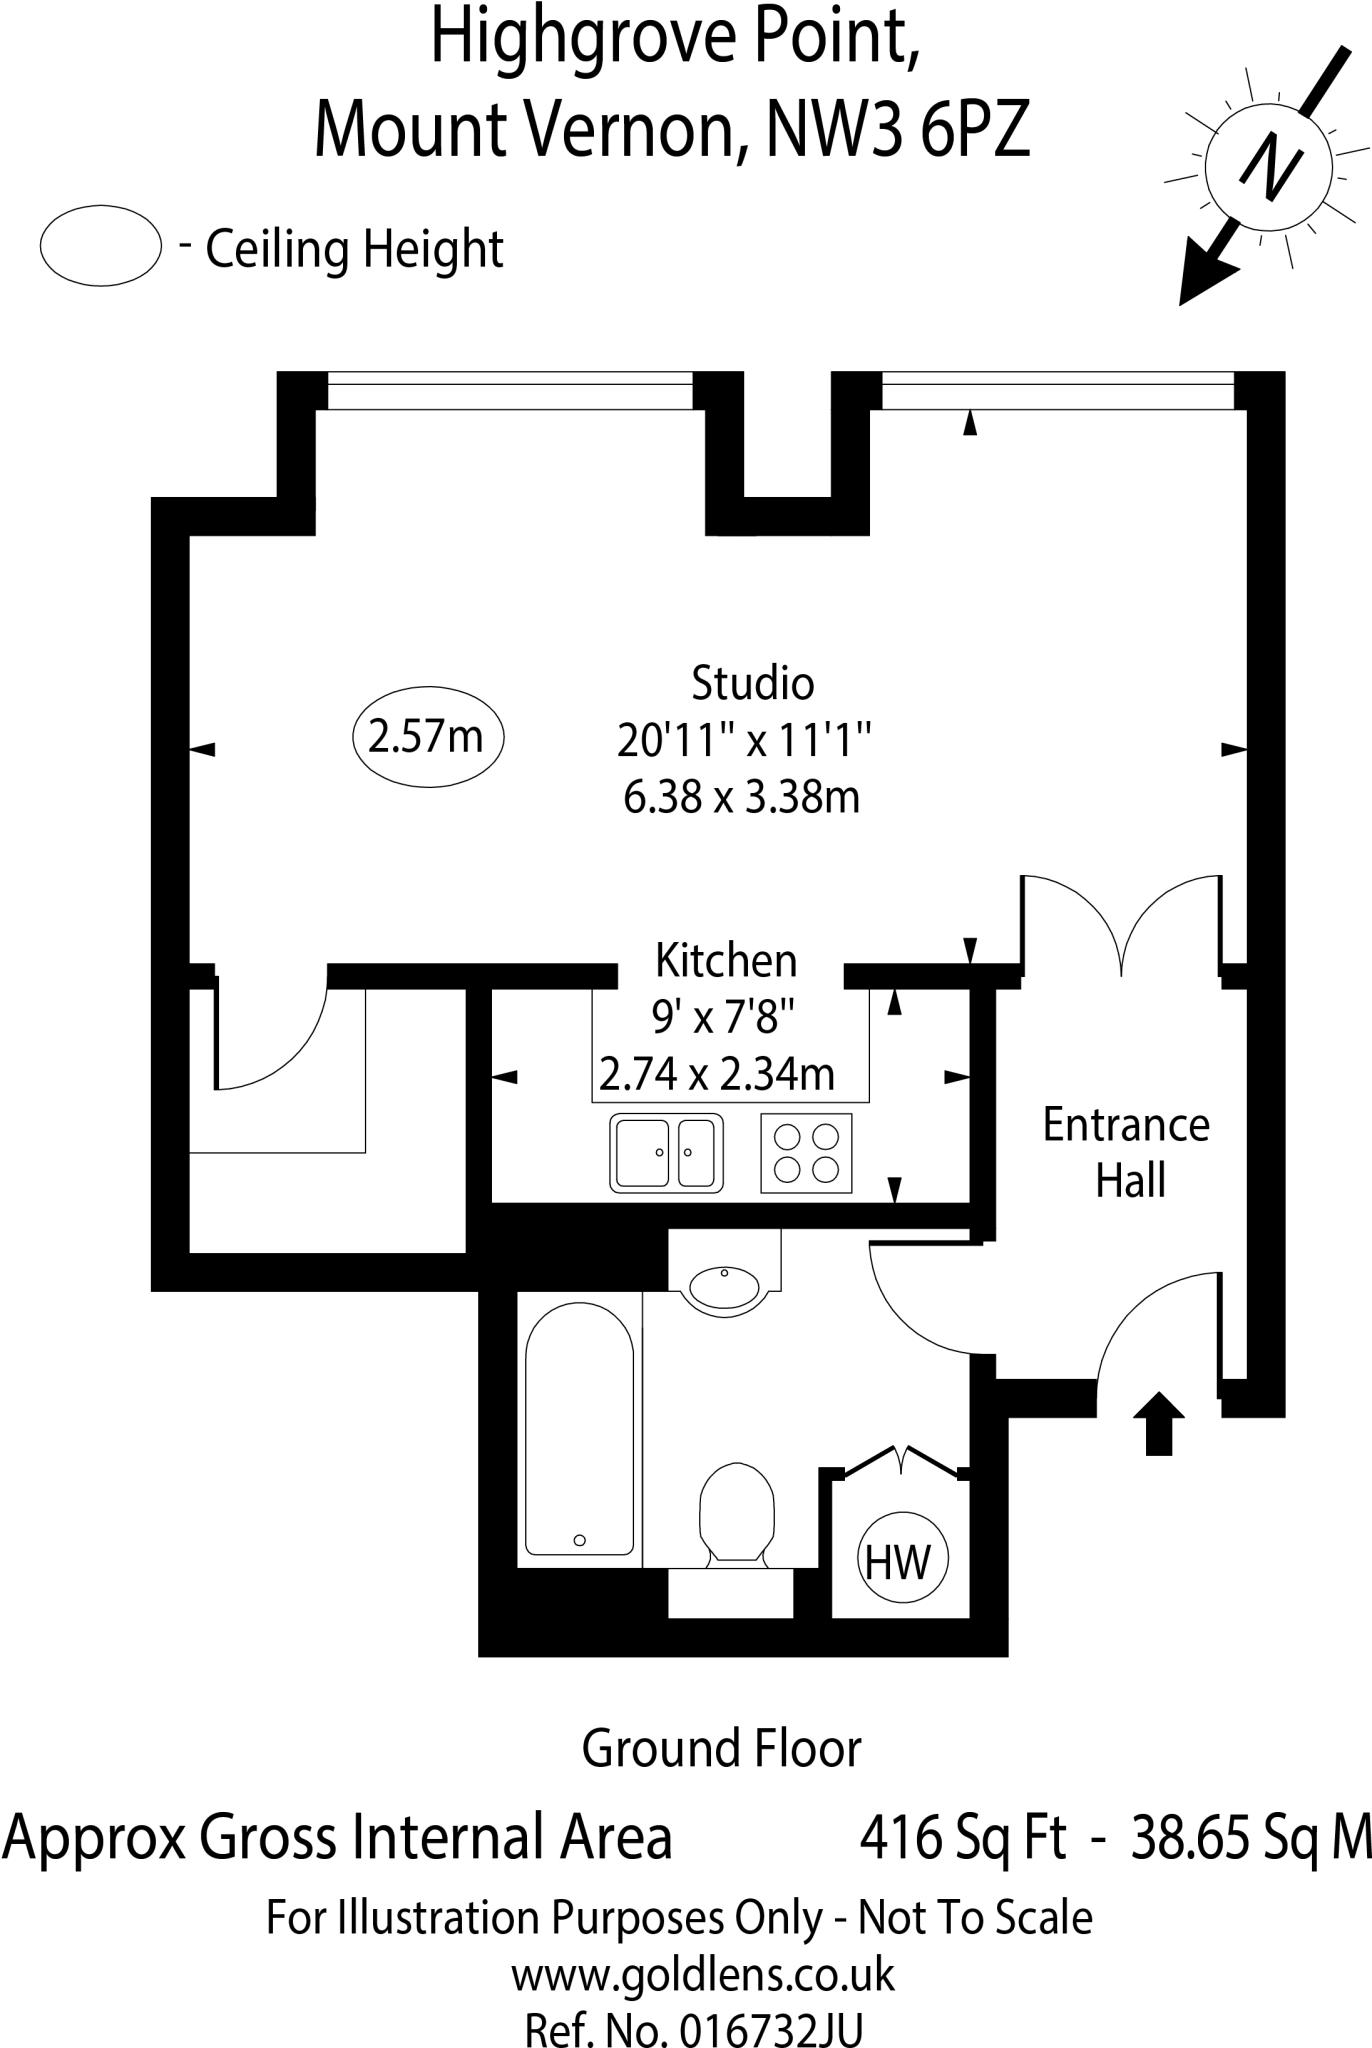 Highgrove Point,
Mount Vernon, NW3 6PZ
N
- Ceiling Height
Studio
20'11" x 11'1"
6.38 x 3.38m
2.57m
Kitchen
9' x 7'8"
2.74 x 2.34m
Entrance
Hall
HW
Ground Floor
Approx Gross Internal Area 416 Sq Ft - 38.65 Sq M
For Illustration Purposes Only - Not To Scale
www.goldlens.co.uk
Ref. No. 016732JU